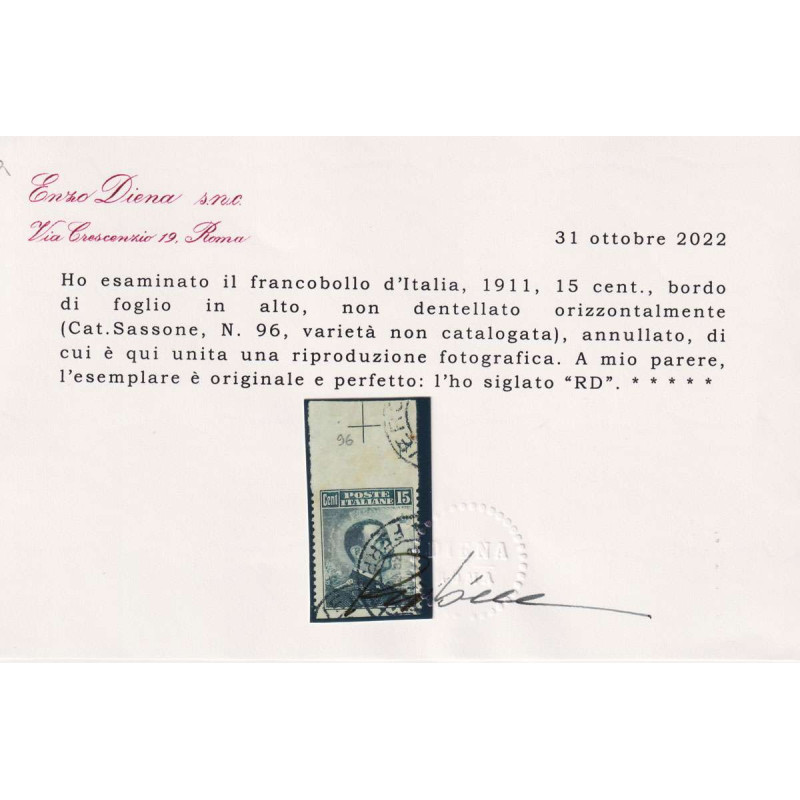 Enzo Diena s.n.c.
Via Crescenzio 19, Roma
31 ottobre 2022
Ho esaminato il francobollo d'Italia, 1911, 15 cent., bordo
di foglio in alto, non dentellato orizzontalmente
(Cat.Sassone, N. 96, varietà non catalogata), annullato, di
cui è qui unita una riproduzione fotografica. A mio parere,
l'esemplare è originale e perfetto: l'ho siglato “RD”. * * * * *
96
Cent POSTE 15
ITALIANE
FERR
DIENA